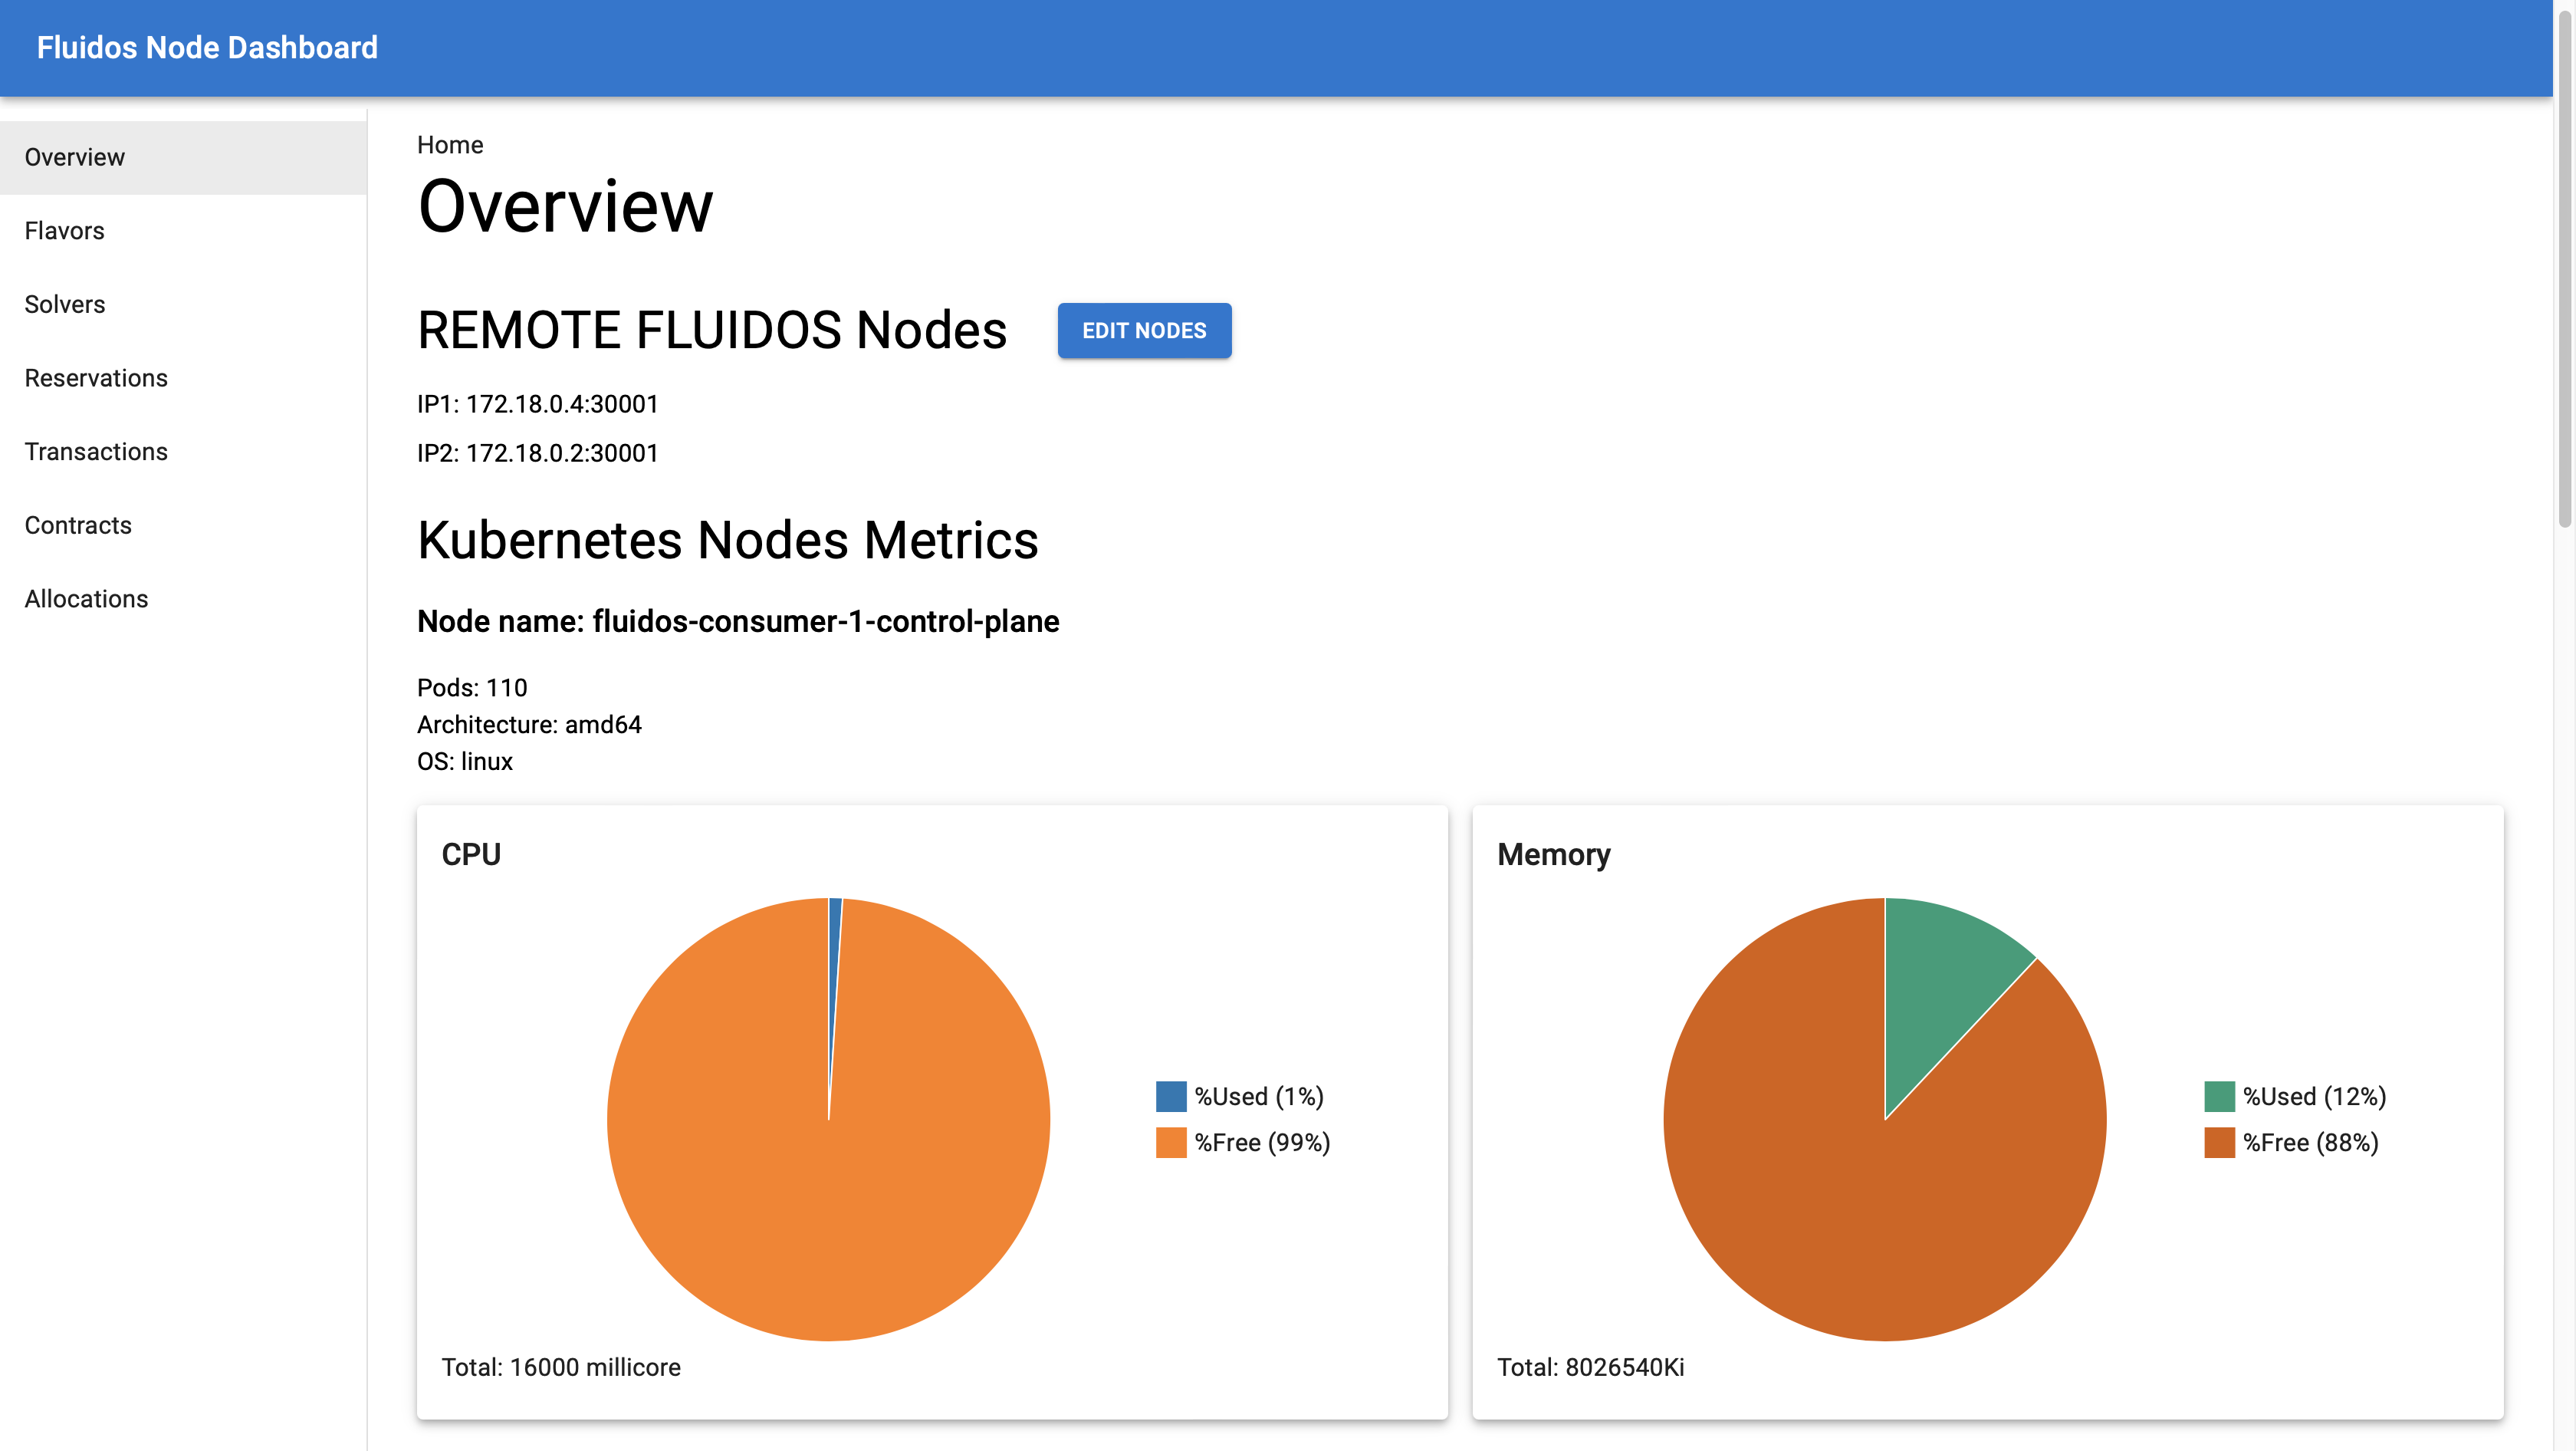 Fluidos Node Dashboard
Overview
Flavors
Solvers
Reservations
Transactions
Contracts
Allocations
Home
Overview
REMOTE FLUIDOS Nodes
EDIT NODES
IP1: 172.18.0.4:30001
IP2: 172.18.0.2:30001
Kubernetes Nodes Metrics
Node name: fluidos-consumer-1-control-plane
Pods: 110
Architecture: amd64
OS: linux
CPU
%Used (1%)
%Free (99%)
Total: 16000 millicore
Memory
%Used (12%)
%Free (88%)
Total: 8026540Ki